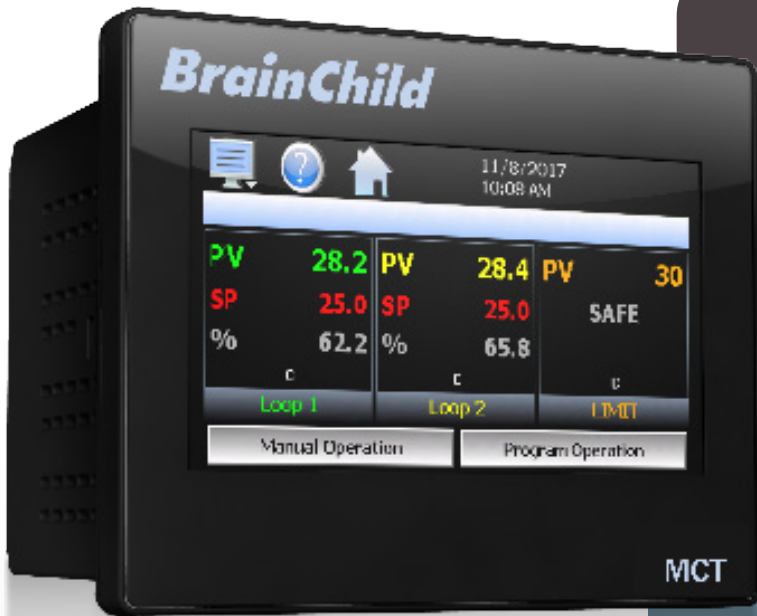 BrainChild
?
11/8/2017
10:08 AM
PV 28.2 PV 28.4 PV 30
SP 25.0 SP 25.0 SAFE
% 62.2 % 65.8
C C C
Loop 1 Loop 2 LIMIT
Manual Operation Program Operation
MCT